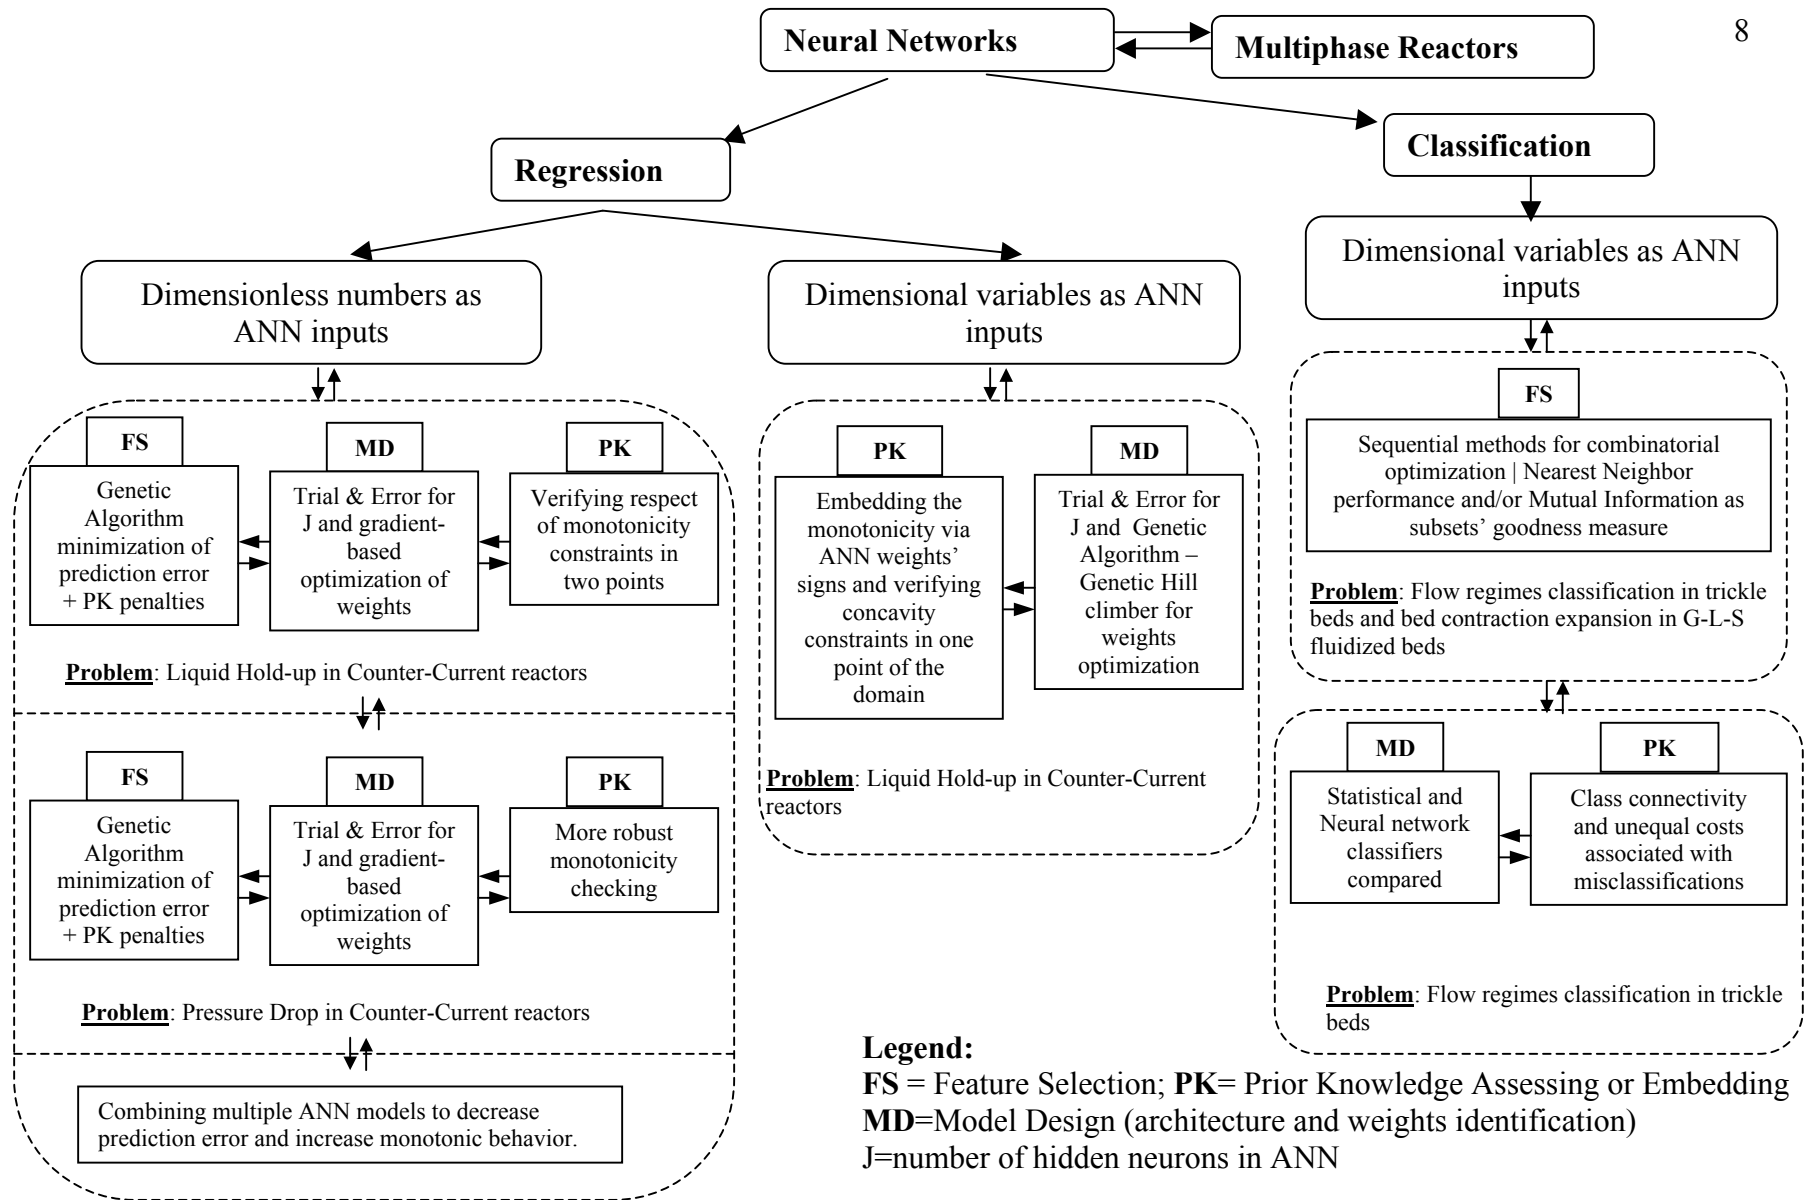 Neural Networks
Multiphase Reactors
8
Regression
Classification
Dimensionless numbers as
ANN inputs
Dimensional variables as ANN
inputs
Dimensional variables as ANN
inputs
FS
Genetic
Algorithm
minimization of
prediction error
+ PK penalties
MD
Trial & Error for
J and gradient-
based
optimization of
weights
PK
Verifying respect
of monotonicity
constraints in
two points
Problem: Liquid Hold-up in Counter-Current reactors
FS
Genetic
Algorithm
minimization of
prediction error
+ PK penalties
MD
Trial & Error for
J and gradient-
based
optimization of
weights
PK
More robust
monotonicity
checking
Problem: Pressure Drop in Counter-Current reactors
Combining multiple ANN models to decrease
prediction error and increase monotonic behavior.
PK
Embedding the
monotonicity via
ANN weights’
signs and verifying
concavity
constraints in one
point of the
domain
MD
Trial & Error for
J and Genetic
Algorithm –
Genetic Hill
climber for
weights
optimization
Problem: Liquid Hold-up in Counter-Current
reactors
FS
Sequential methods for combinatorial
optimization | Nearest Neighbor
performance and/or Mutual Information as
subsets’ goodness measure
Problem: Flow regimes classification in trickle
beds and bed contraction expansion in G-L-S
fluidized beds
MD
Statistical and
Neural network
classifiers
compared
PK
Class connectivity
and unequal costs
associated with
misclassifications
Problem: Flow regimes classification in trickle
beds
Legend:
FS = Feature Selection; PK= Prior Knowledge Assessing or Embedding
MD=Model Design (architecture and weights identification)
J=number of hidden neurons in ANN